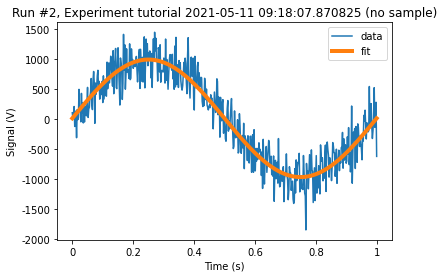 Run #2, Experiment tutorial 2021-05-11 09:18:07.870825 (no sample)
data
fit
1500
1000
500
0
-500
-1000
-1500
-2000
Signal (V)
0.0
0.2
0.4
0.6
0.8
1
Time (s)